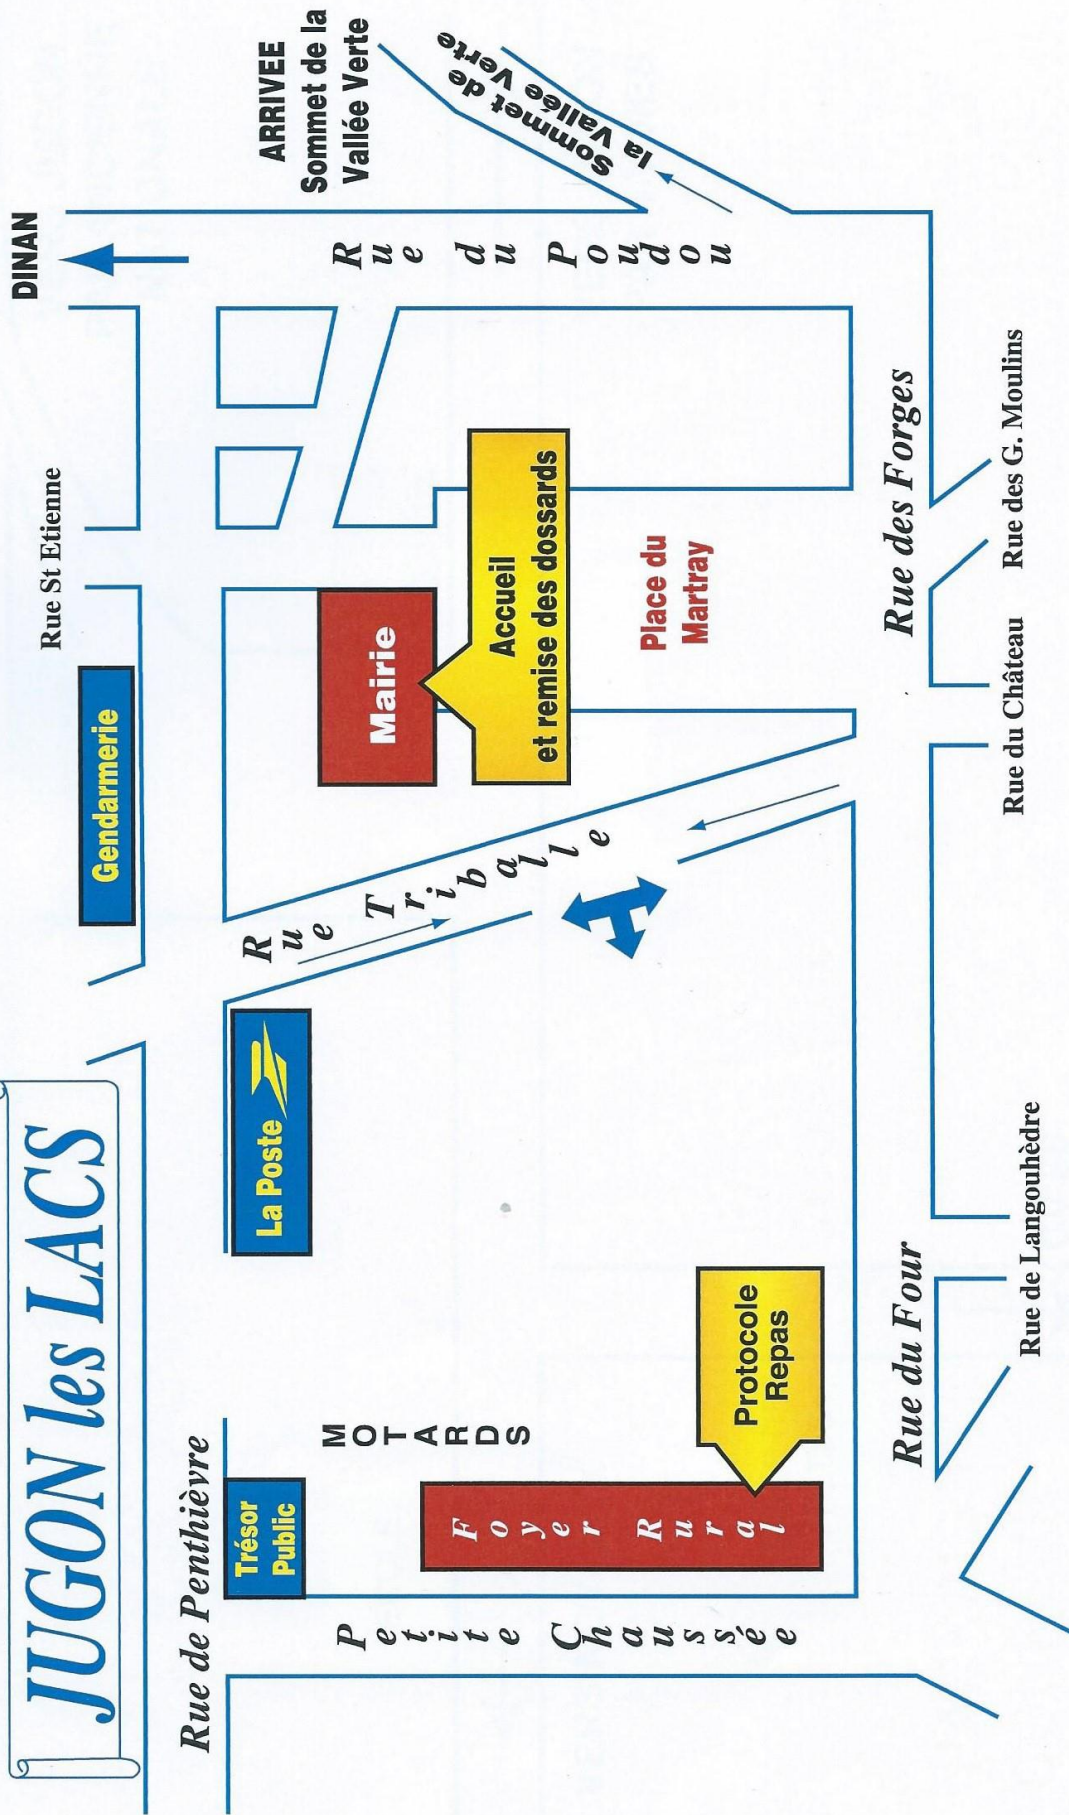 JUGON les LACS
DINAN
Rue St Etienne
Gendarmerie
ARRIVEE
Sommet de la
Vallée Verte
Sommet de
la Vallée Verte
Rue de Penthièvre
Trésor
Public
La Poste
Rue Triballe
Mairie
Accueil
et remise des dossards
Place du
Martray
Rue du Poudou
MOTARDS
Foyer Rural
Protocole
Repas
Petite Chaussée
Rue du Four
Rue des Forges
Rue de Langouhèdre
Rue du Château
Rue des G. Moulins